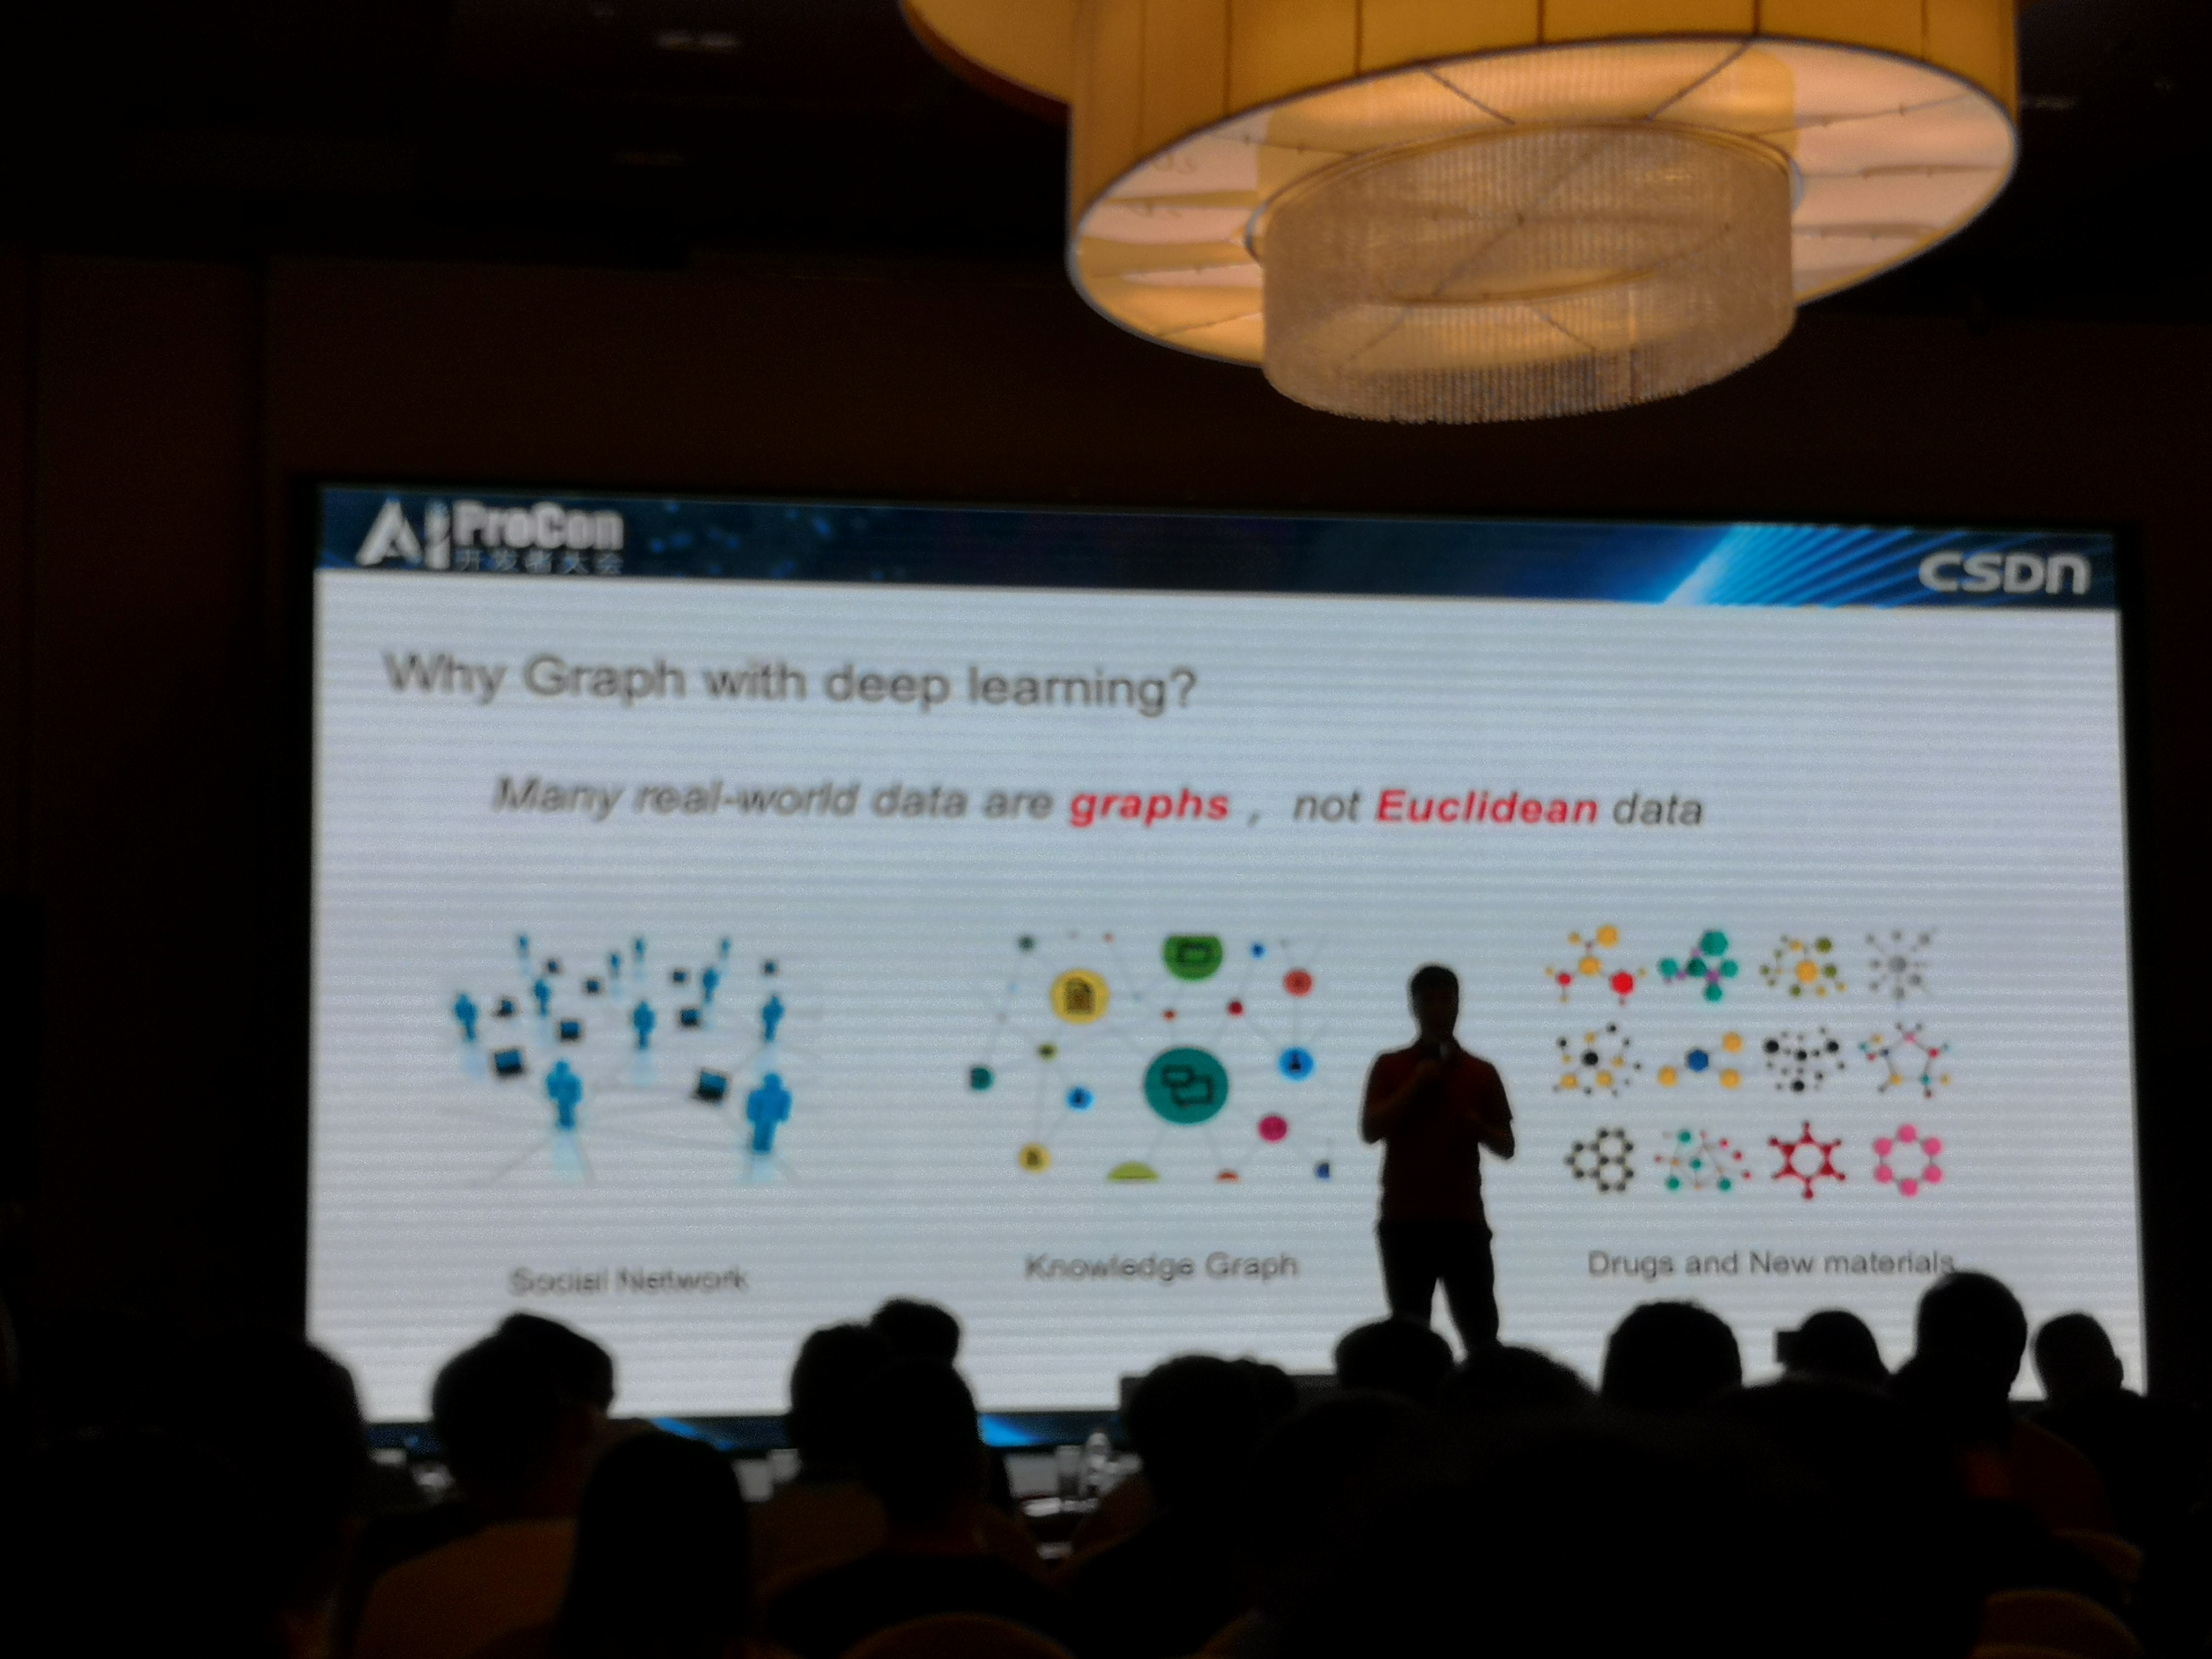 AI ProCon
开发者大会
CSDN
Why Graph with deep learning?
Many real-world data are graphs , not Euclidean data
Social Network
Knowledge Graph
Drugs and New materials